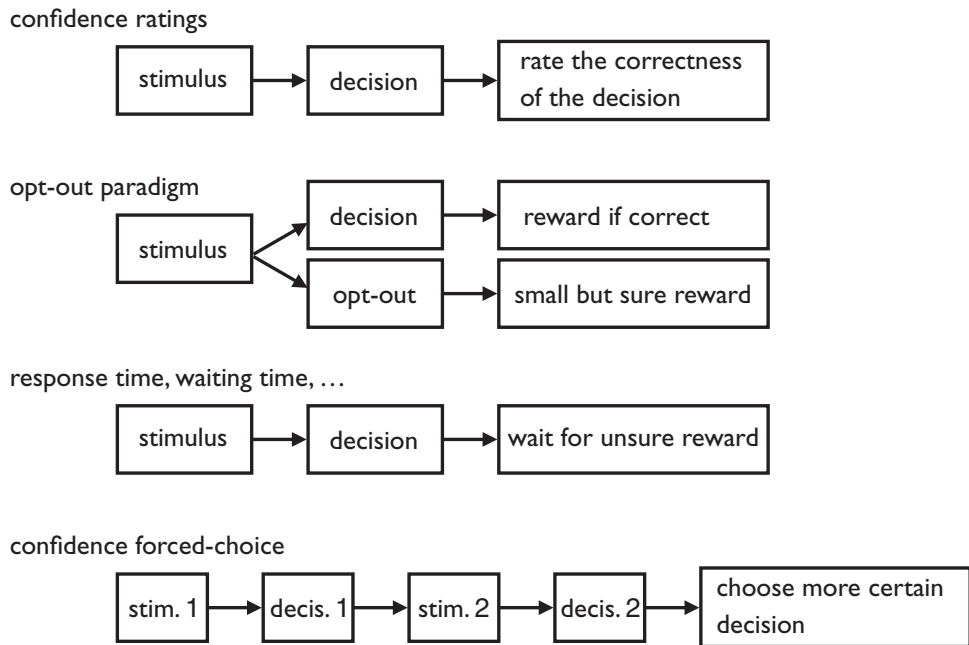 confidence ratings
stimulus
decision
rate the correctness
of the decision
opt-out paradigm
stimulus
decision
reward if correct
opt-out
small but sure reward
response time, waiting time, …
stimulus
decision
wait for unsure reward
confidence forced-choice
stim. 1
decis. 1
stim. 2
decis. 2
choose more certain
decision